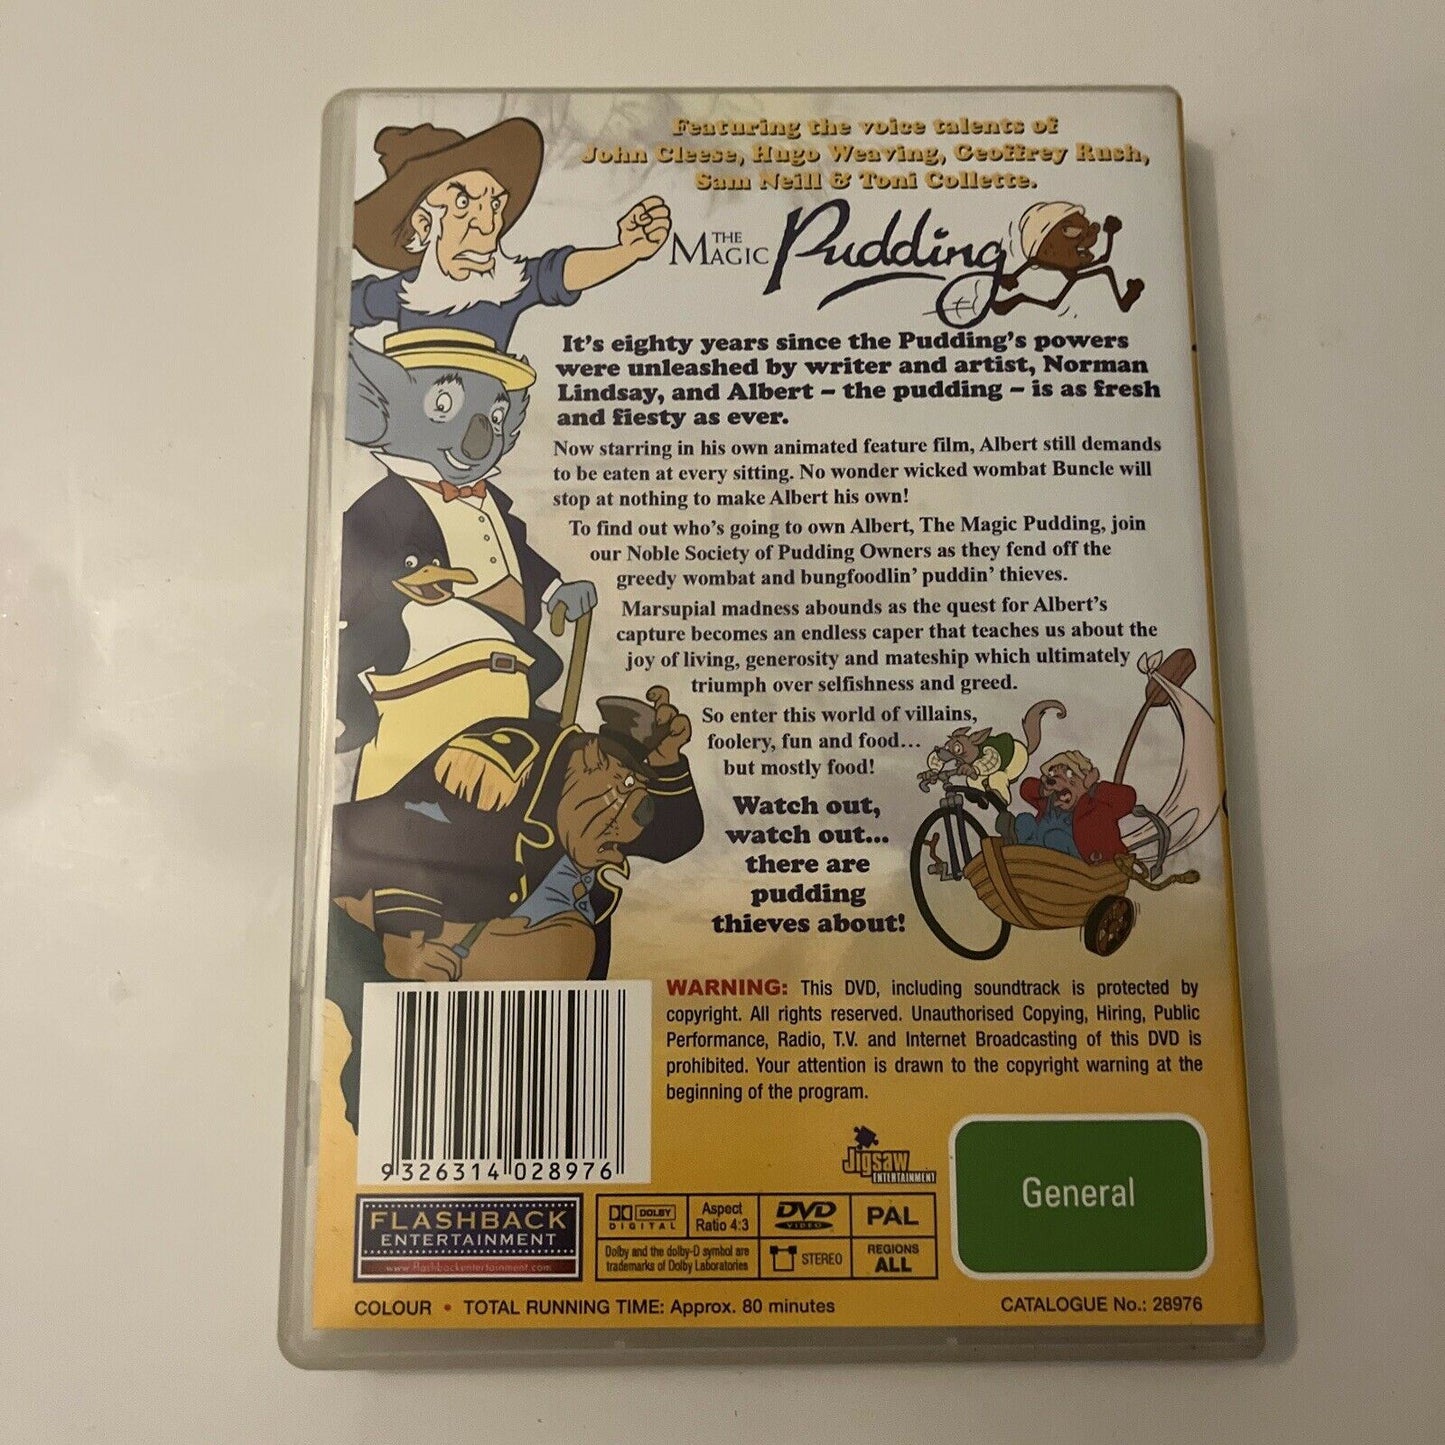 Featuring the voice talents of
John Cleese, Hugo Weaving, Geoffrey Rush,
Sam Neill & Toni Collette.
THE
MAGIC Pudding
It's eighty years since the Pudding's powers
were unleashed by writer and artist, Norman
Lindsay, and Albert – the pudding – is as fresh
and fiesty as ever.
Now starring in his own animated feature film, Albert still demands
to be eaten at every sitting. No wonder wicked wombat Buncle will
stop at nothing to make Albert his own!
To find out who's going to own Albert, The Magic Pudding, join
our Noble Society of Pudding Owners as they fend off the
greedy wombat and bungfoodlin' puddin' thieves.
Marsupial madness abounds as the quest for Albert's
capture becomes an endless caper that teaches us about the
joy of living, generosity and mateship which ultimately
triumph over selfishness and greed.
So enter this world of villains,
foolery, fun and food...
but mostly food!
Watch out,
watch out...
there are
pudding
thieves about!
WARNING: This DVD, including soundtrack is protected by
copyright. All rights reserved. Unauthorised Copying, Hiring, Public
Performance, Radio, T.V. and Internet Broadcasting of this DVD is
prohibited. Your attention is drawn to the copyright warning at the
beginning of the program.
9 326314 028976
Jigsaw
ENTERTAINMENT
General
FLASHBACK
ENTERTAINMENT
www.flashbackentertainment.com
DOLBY
DIGITAL
Aspect
Ratio 4:3
DVD
VIDEO
PAL
Dolby and the dolby-D symbol are
trademarks of Dolby Laboratories
STEREO
REGIONS
ALL
COLOUR • TOTAL RUNNING TIME: Approx. 80 minutes
CATALOGUE No.: 28976